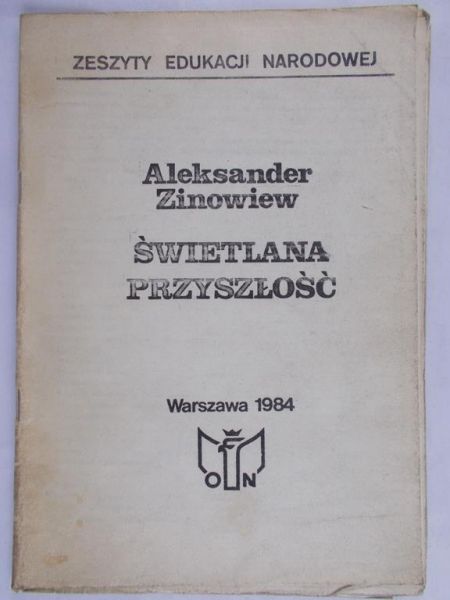 ZESZYTY EDUKACJI NARODOWEJ
Aleksander
Zinowiew
ŚWIETLANA
PRZYSZŁOŚĆ
Warszawa 1984
O N